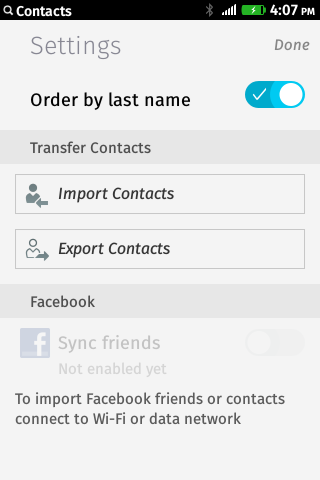 Contacts 4:07 PM
Settings Done
Order by last name
Transfer Contacts
Import Contacts
Export Contacts
Facebook
f Sync friends
Not enabled yet
To import Facebook friends or contacts
connect to Wi-Fi or data network